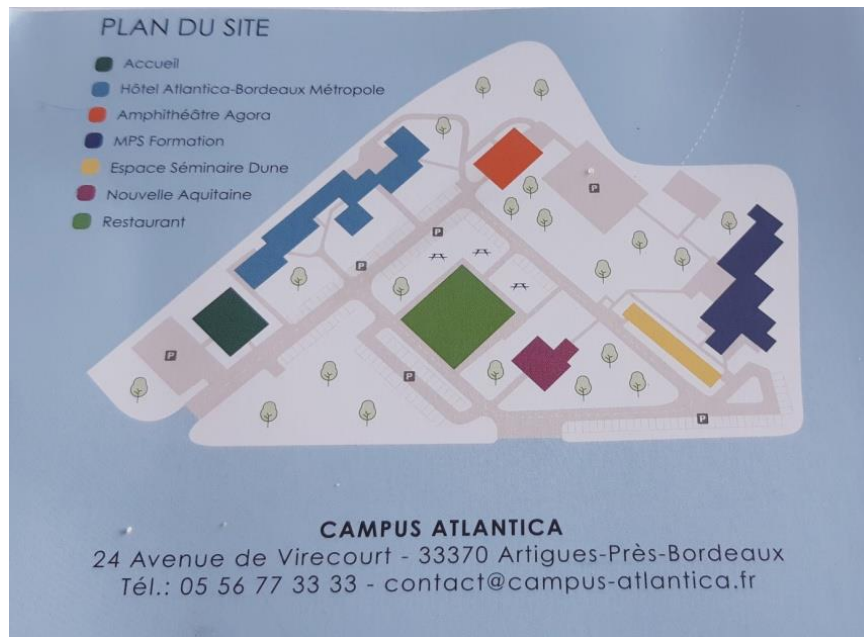 PLAN DU SITE
Accueil
Hôtel Atlantica-Bordeaux Métropole
Amphithéâtre Agora
MPS Formation
Espace Séminaire Dune
Nouvelle Aquitaine
Restaurant
P
P
P
P
P
P
CAMPUS ATLANTICA
24 Avenue de Virecourt - 33370 Artigues-Près-Bordeaux
Tél.: 05 56 77 33 33 - contact@campus-atlantica.fr